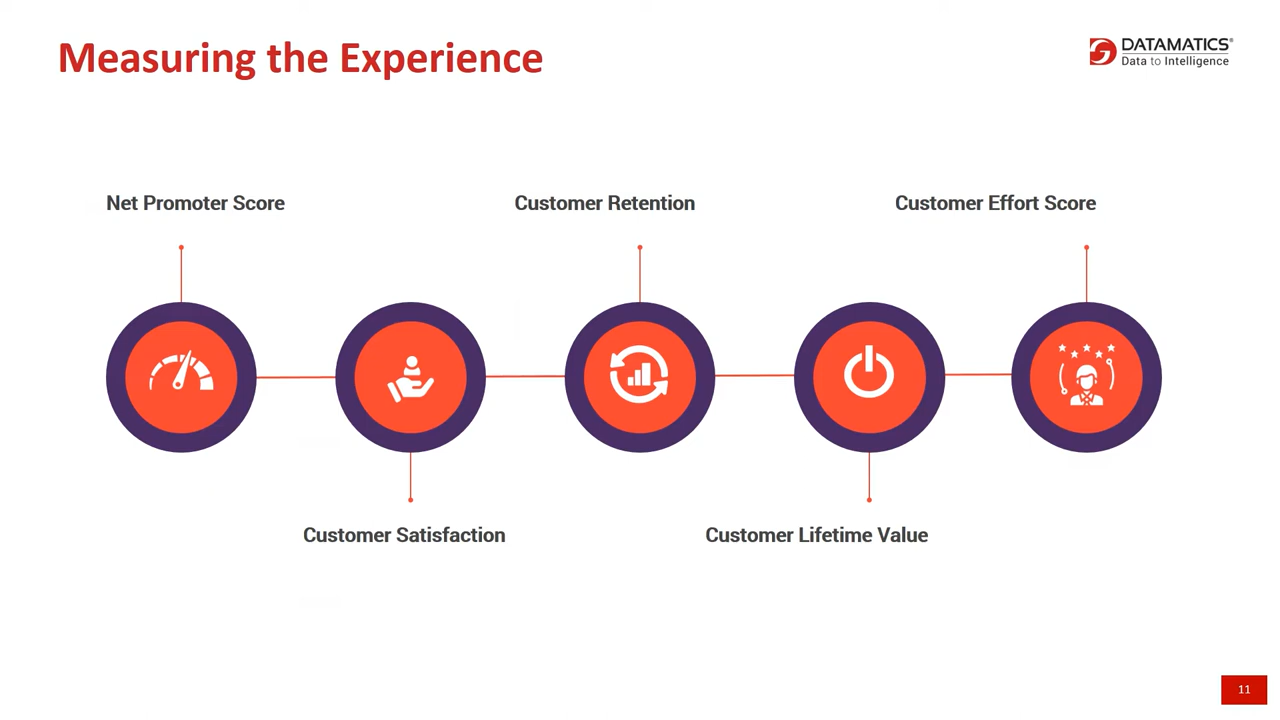 Measuring the Experience
DATAMATICS®
Data to Intelligence
Net Promoter Score
Customer Retention
Customer Effort Score
Customer Satisfaction
Customer Lifetime Value
11